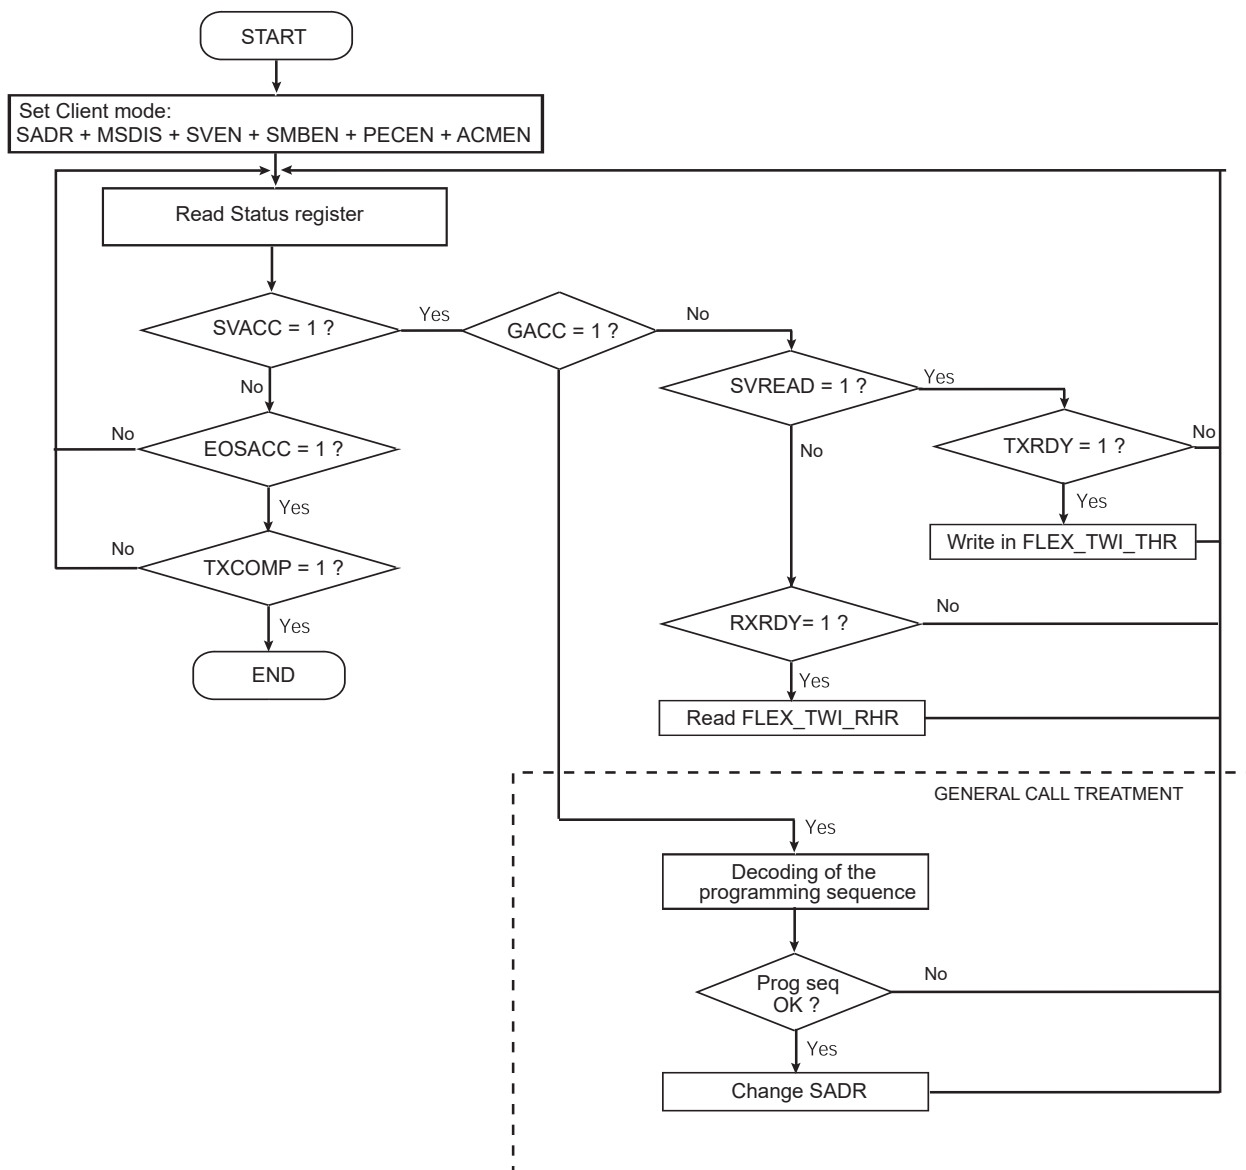 START
Set Client mode:
SADR + MSDIS + SVEN + SMBEN + PECEN + ACMEN
Read Status register
SVACC = 1 ?
Yes
GACC = 1 ?
No
SVREAD = 1 ?
Yes
No
EOSACC = 1 ?
No
No
TXRDY = 1 ?
No
Yes
Yes
Write in FLEX_TWI_THR
No
TXCOMP = 1 ?
Yes
END
RXRDY= 1 ?
No
Yes
Read FLEX_TWI_RHR
GENERAL CALL TREATMENT
Yes
Decoding of the
programming sequence
Prog seq
OK ?
No
Yes
Change SADR